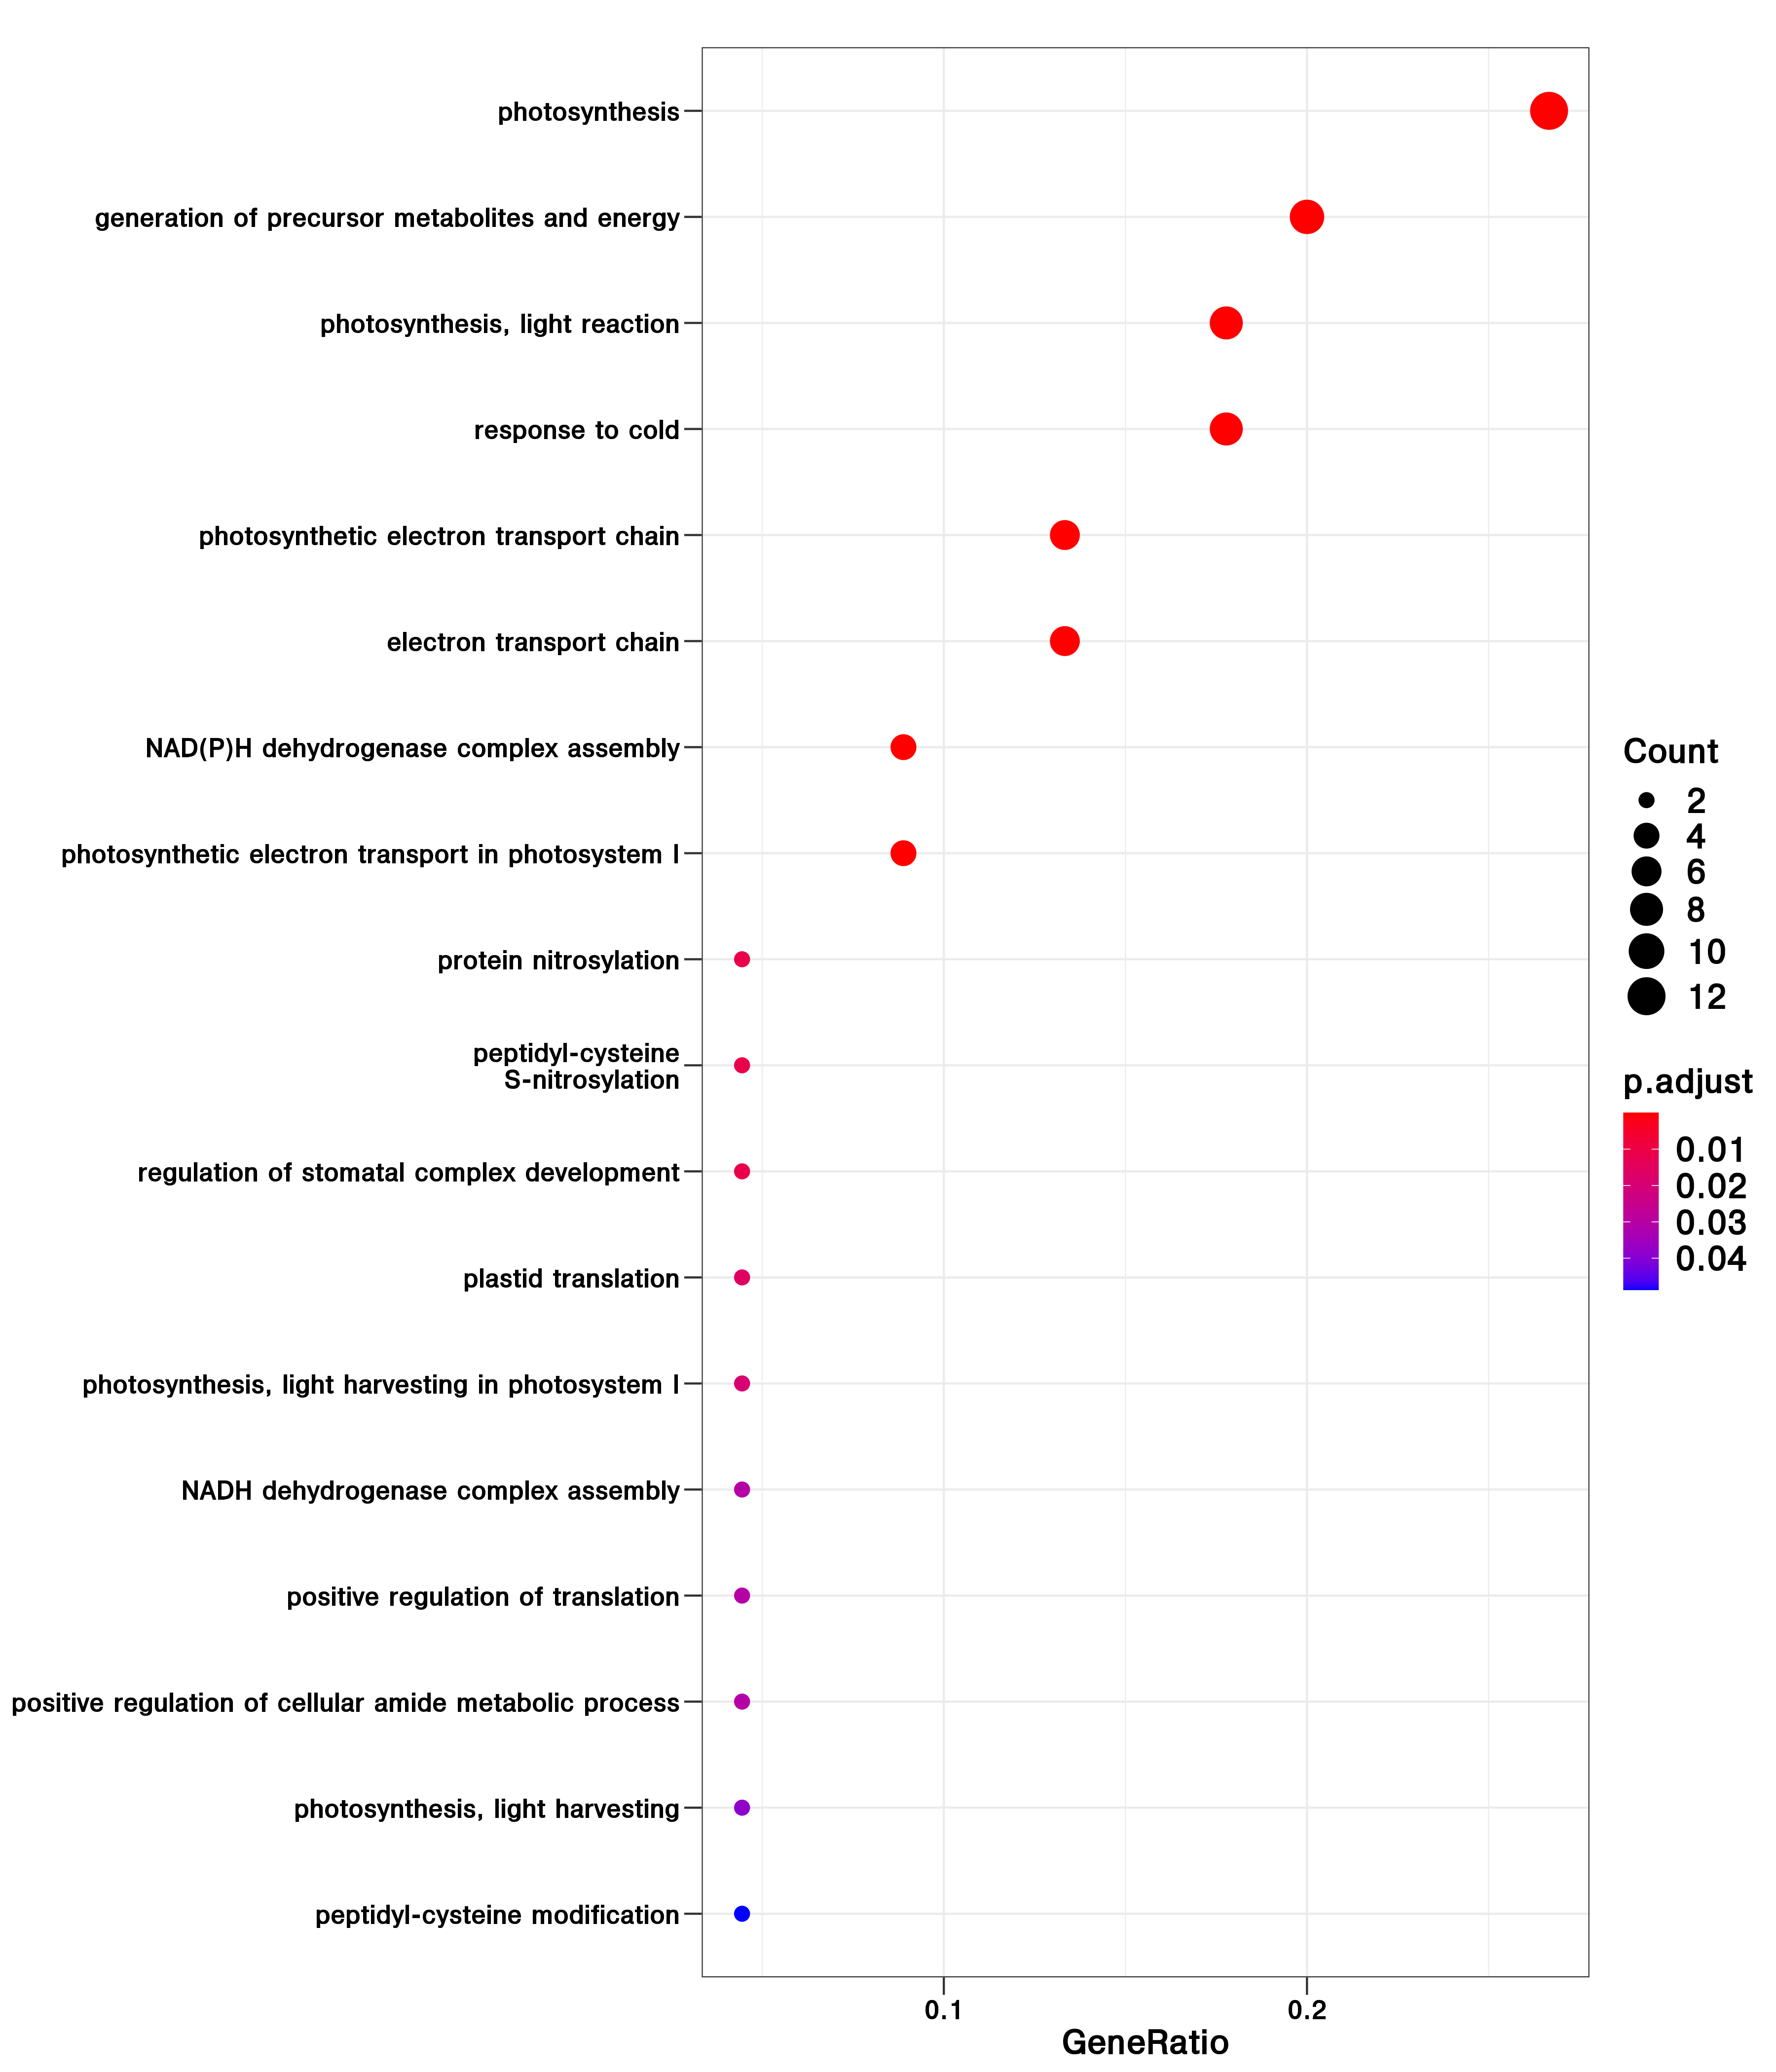 photosynthesis
generation of precursor metabolites and energy
photosynthesis, light reaction
response to cold
photosynthetic electron transport chain
electron transport chain
NAD(P)H dehydrogenase complex assembly
photosynthetic electron transport in photosystem I
protein nitrosylation
peptidyl-cysteine
S-nitrosylation
regulation of stomatal complex development
plastid translation
photosynthesis, light harvesting in photosystem I
NADH dehydrogenase complex assembly
positive regulation of translation
positive regulation of cellular amide metabolic process
photosynthesis, light harvesting
peptidyl-cysteine modification
0.1
0.2
GeneRatio
Count
2
4
6
8
10
12
p.adjust
0.01
0.02
0.03
0.04